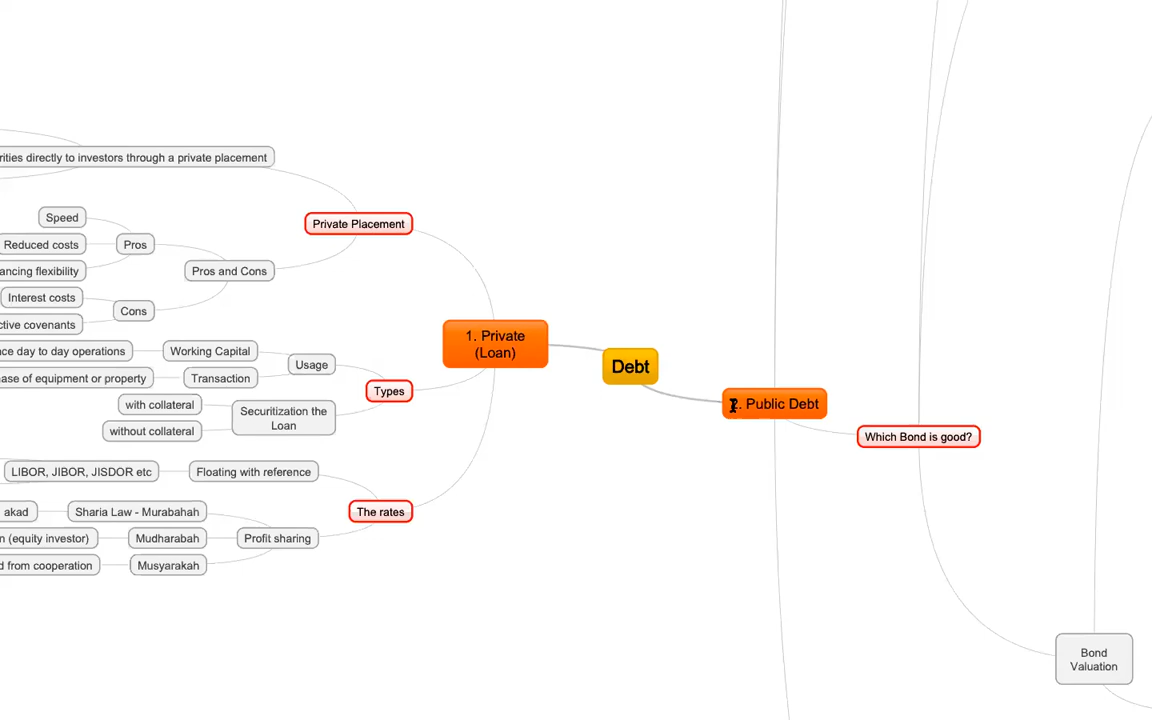 rities directly to investors through a private placement
Speed
Private Placement
Reduced costs
Pros
ancing flexibility
Pros and Cons
Interest costs
Cons
ctive covenants
1. Private
(Loan)
Debt
nce day to day operations
Working Capital
Usage
ase of equipment or property
Transaction
Types
with collateral
Securitization the
Loan
without collateral
. Public Debt
Which Bond is good?
LIBOR, JIBOR, JISDOR etc
Floating with reference
The rates
akad
Sharia Law - Murabahah
n (equity investor)
Mudharabah
Profit sharing
d from cooperation
Musyarakah
Bond
Valuation